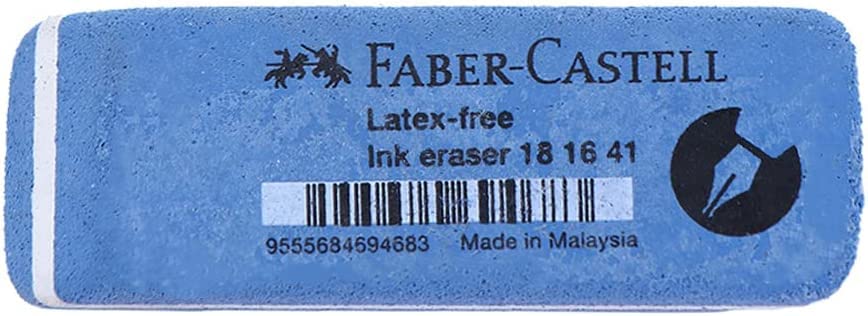 FABER-CASTELL
Latex-free
Ink eraser 18 16 41
9555684694683 Made in Malaysia